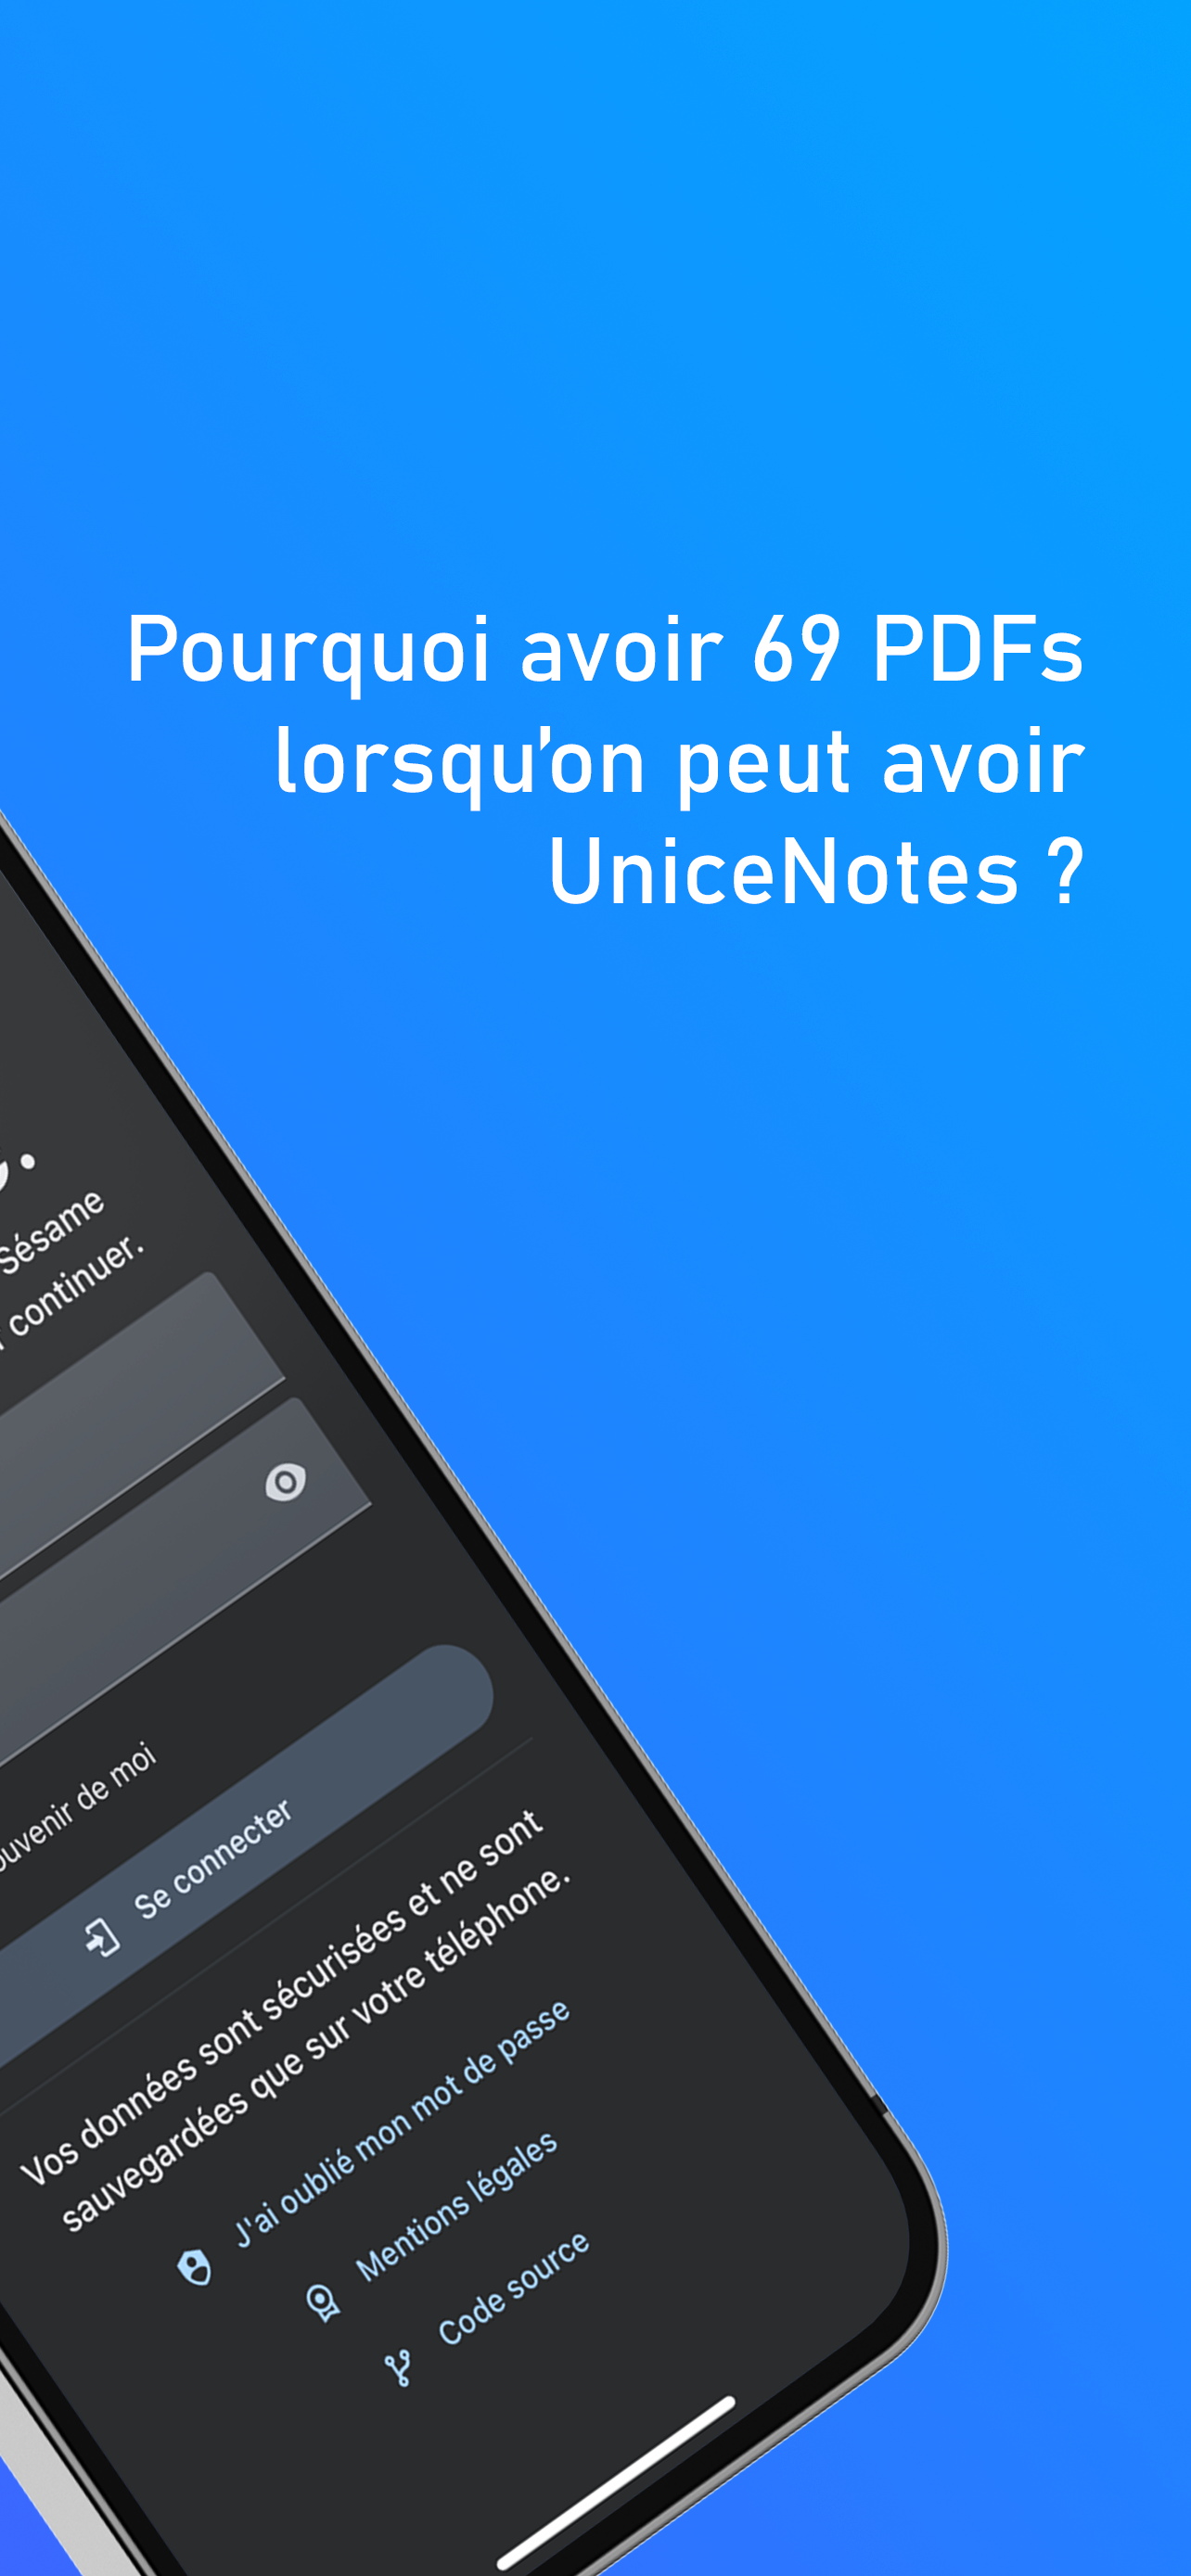 Pourquoi avoir 69 PDFs
lorsqu’on peut avoir
UniceNotes ?
Sésame
continuer.
de moi
Se connecter
Vos données sont sécurisées et ne sont
sauvegardées que sur votre téléphone.
J'ai oublié mon mot de passe
Mentions légales
Code source